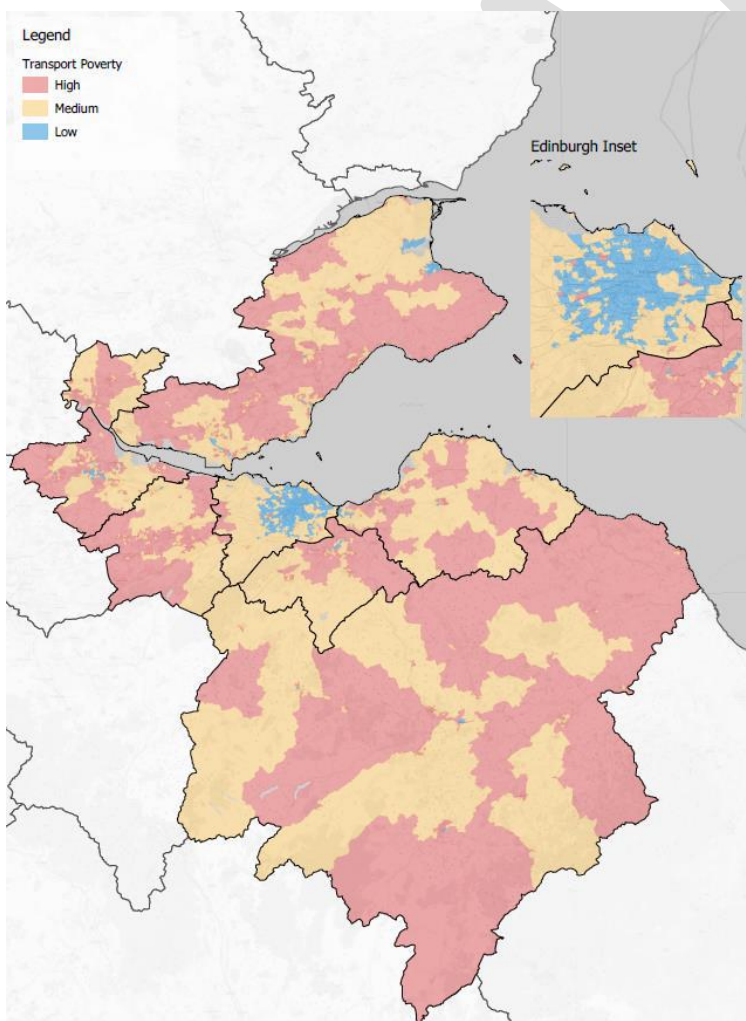 Legend
Transport Poverty
High
Medium
Low
Edinburgh Inset